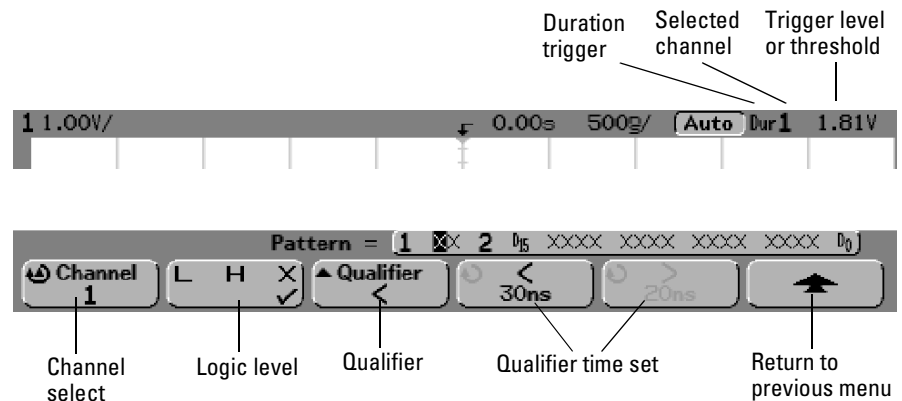 Duration trigger
Selected channel
Trigger level or threshold
1 1.00V/ 0.00s 500㎱/ Auto Dur1 1.81V
Pattern = 1 XX 2 D15 XXXX XXXX XXXX XXXX D0
Channel 1
L H X ✓
Qualifier <
< 30ns
> 20ns
Channel select
Logic level
Qualifier
Qualifier time set
Return to previous menu